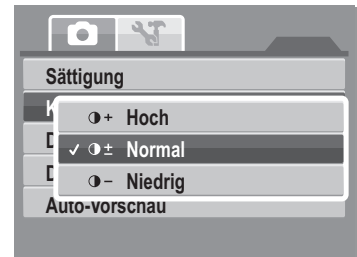 Sättigung
K
Hoch
D
✓ Normal
D
Niedrig
Auto-Vorschau